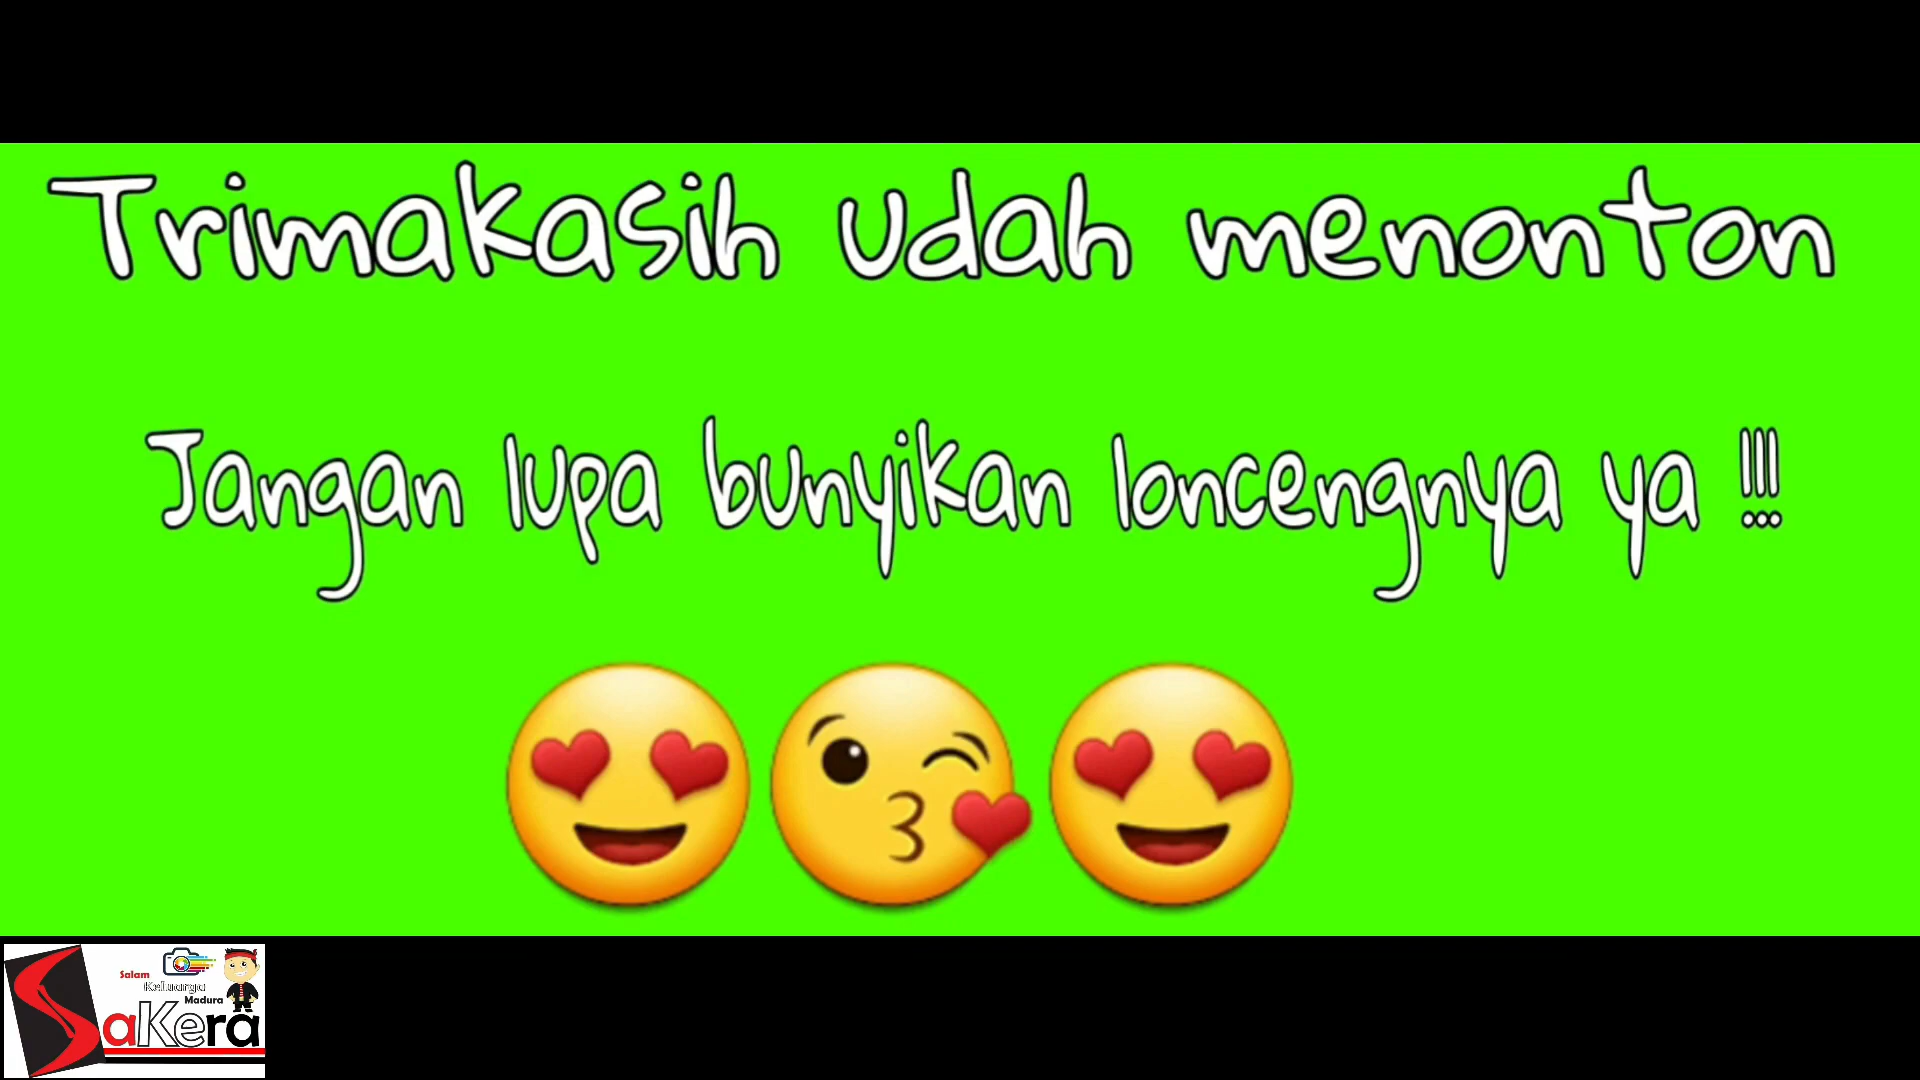 Trimakasih udah menonton
Jangan lupa bunyikan loncengnya ya !!!
Salam
Keluarga
Madura
Sakera